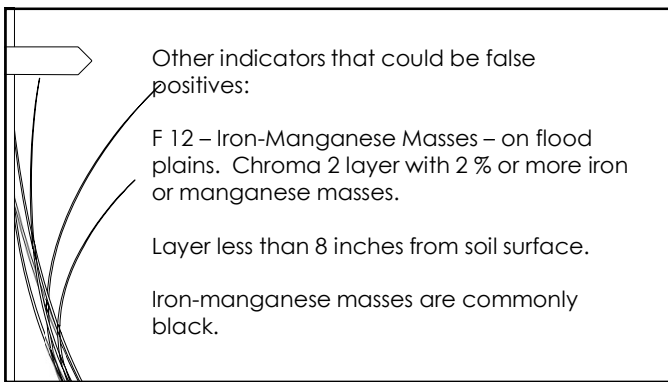 Other indicators that could be false
positives:
F 12 – Iron-Manganese Masses – on flood
plains.  Chroma 2 layer with 2 % or more iron
or manganese masses.
Layer less than 8 inches from soil surface.
Iron-manganese masses are commonly
black.